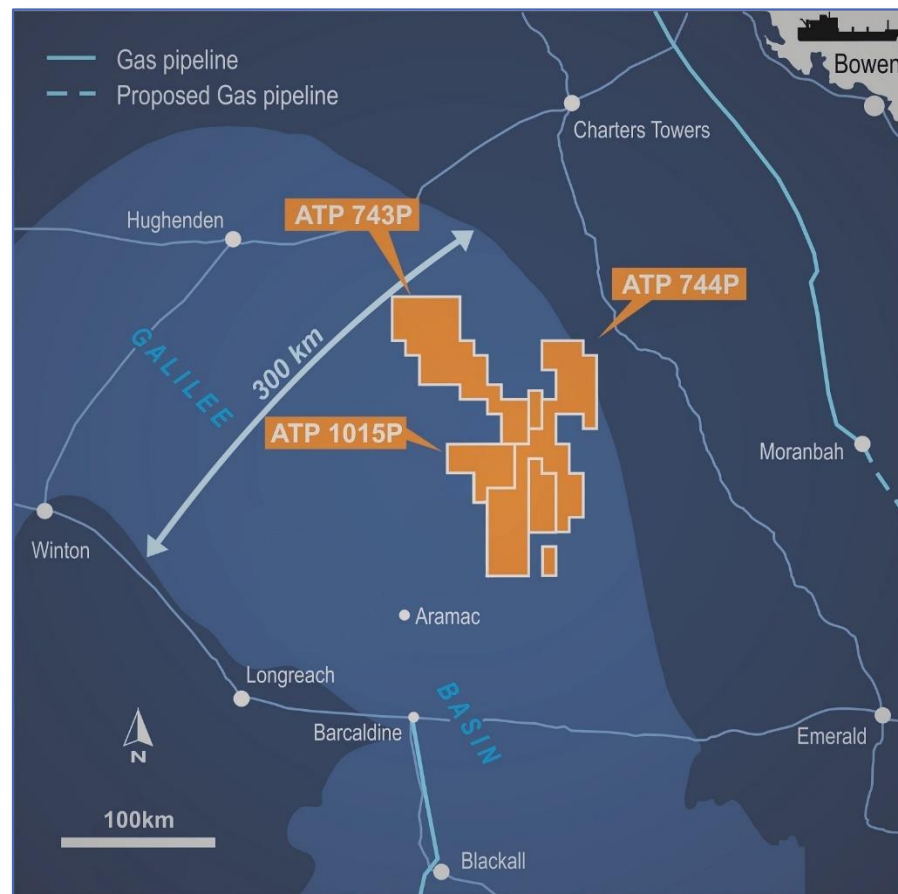 Gas pipeline
Proposed Gas pipeline
Bowen
Charters Towers
Hughenden
ATP 743P
ATP 744P
GALILEE
300 km
ATP 1015P
Moranbah
Winton
Aramac
Longreach
BASIN
Barcaldine
Emerald
N
100km
Blackall